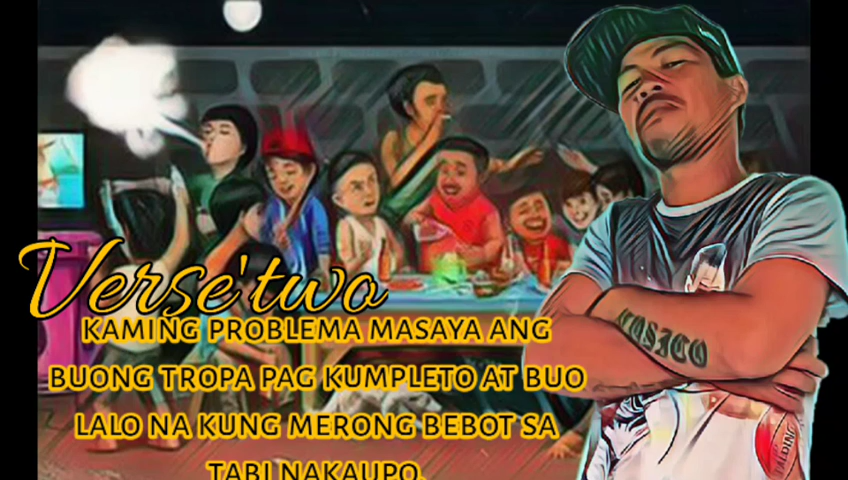 Verse'two
KAMING PROBLEMA MASAYA ANG
BUONG TROPA PAG KUMPLETO AT BUO
LALO NA KUNG MERONG BEBOT SA
TABI NAKAUPO.
ALDING